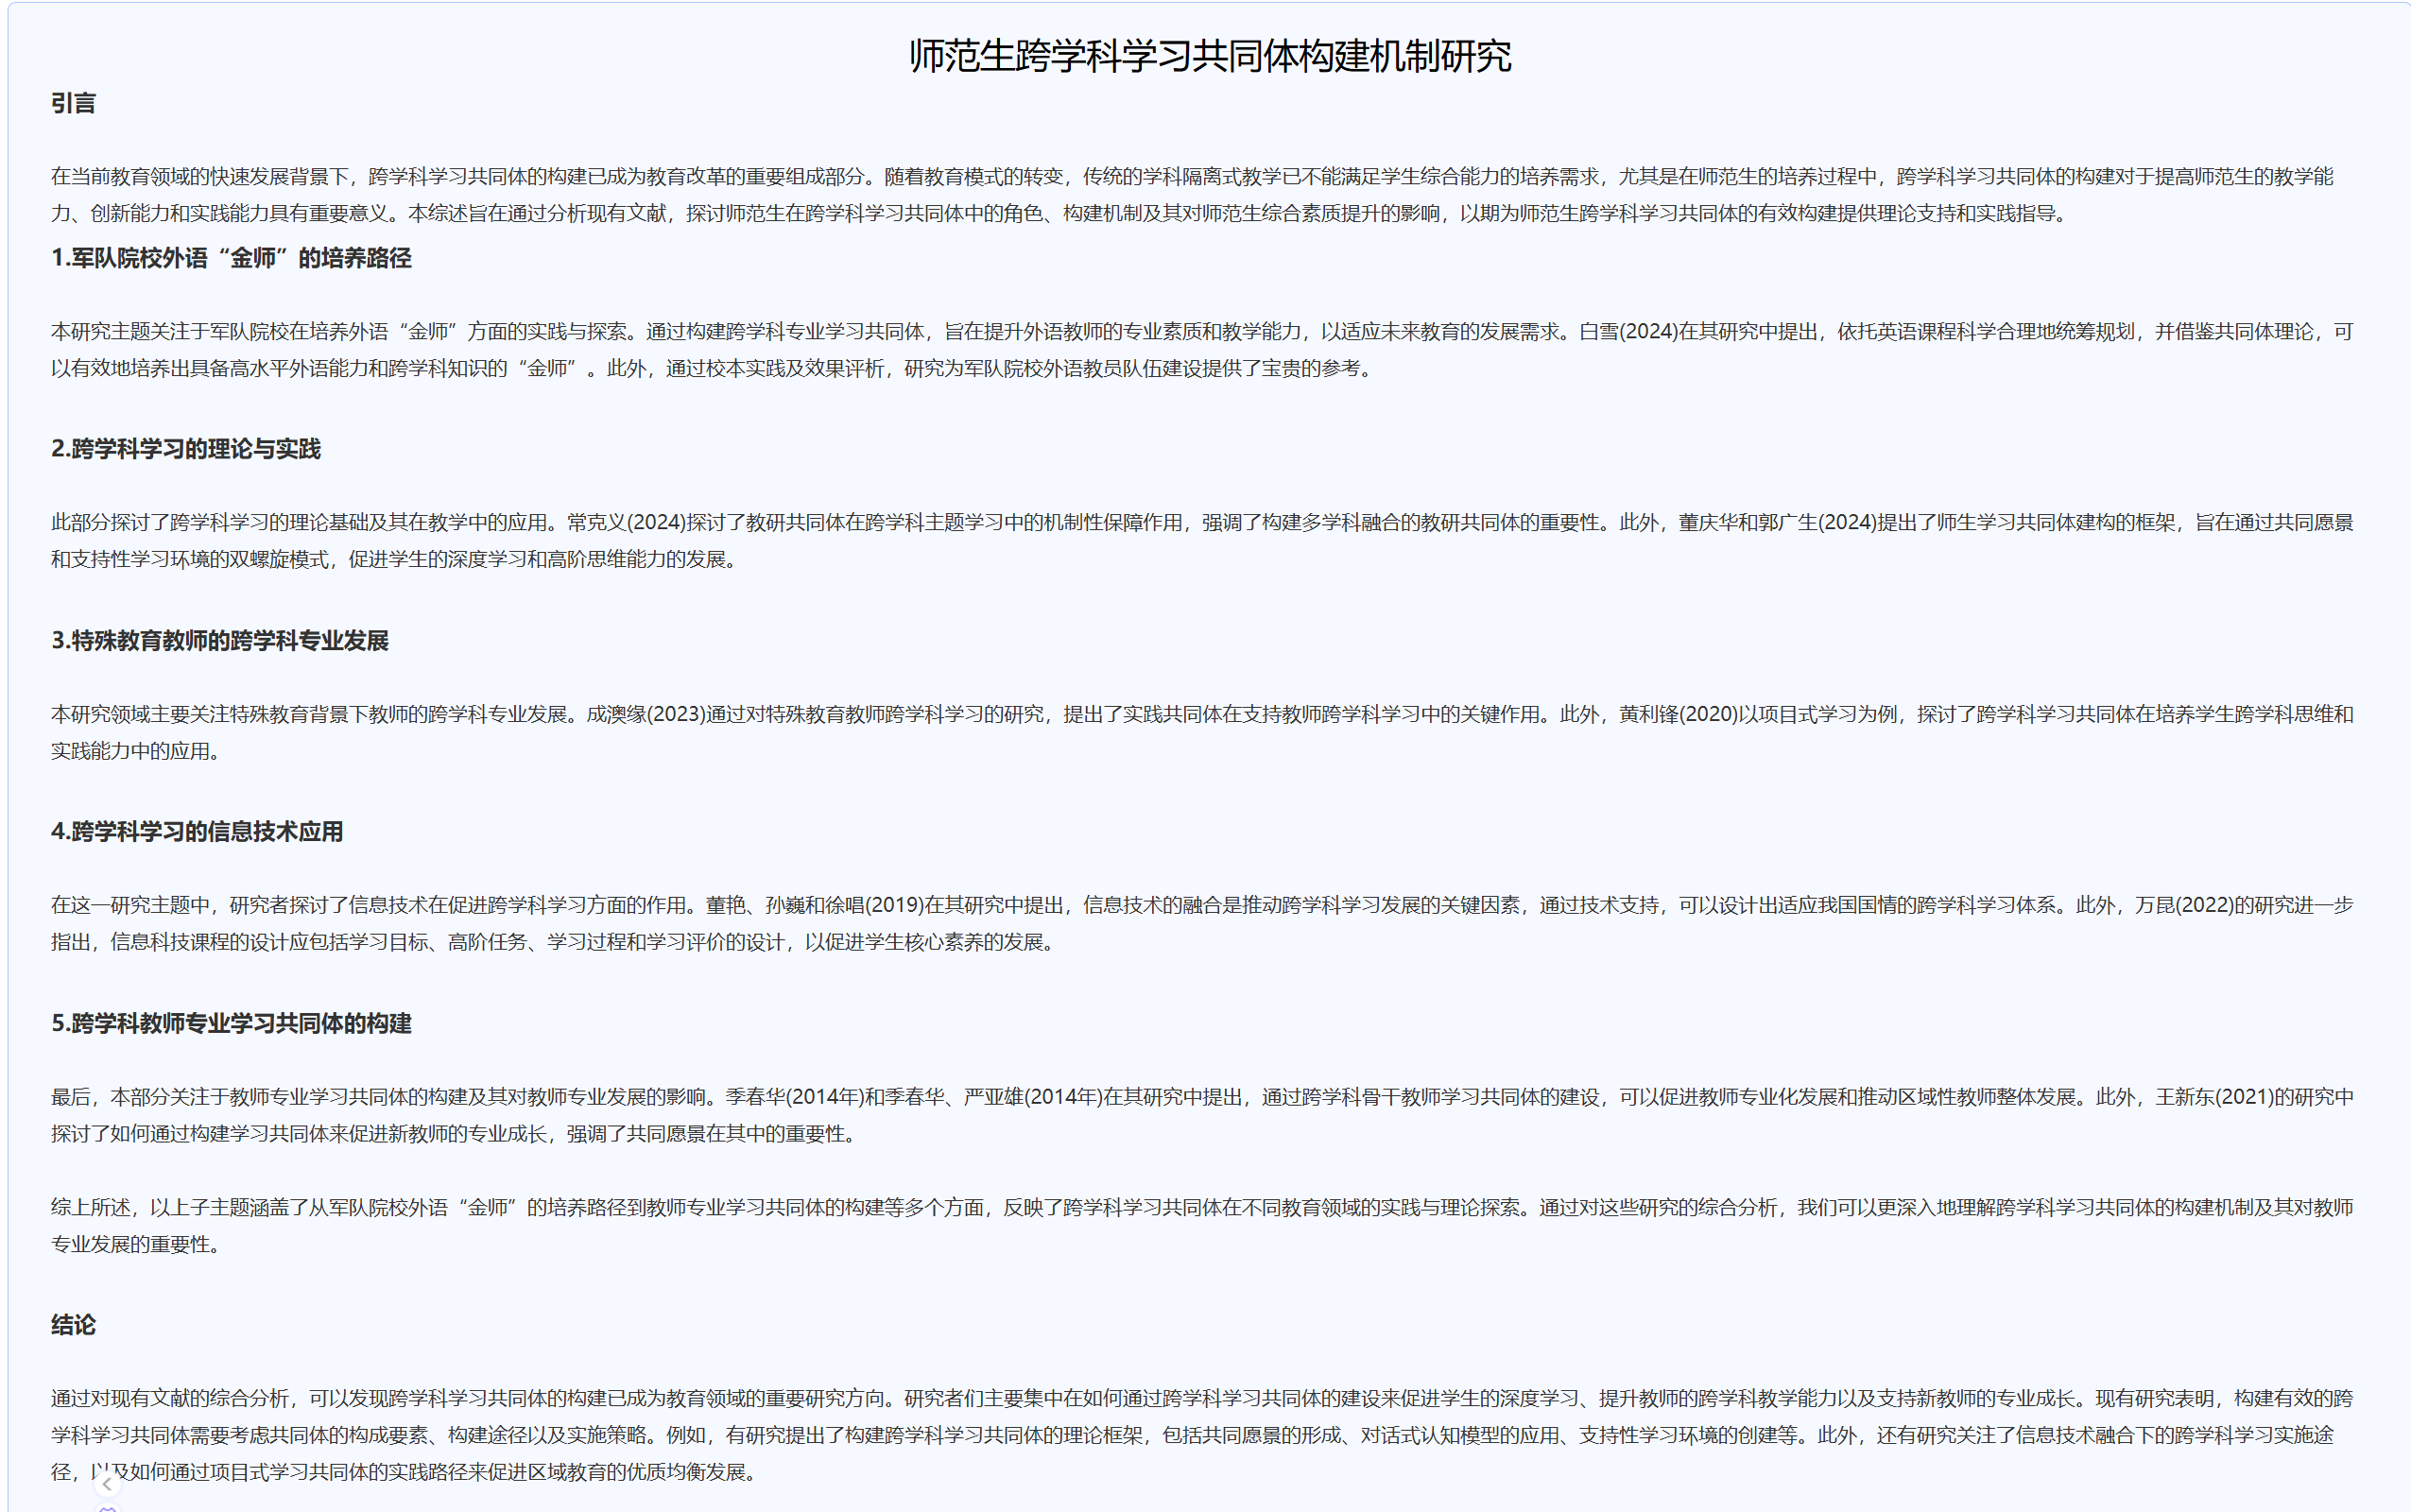 师范生跨学科学习共同体构建机制研究
引言
在当前教育领域的快速发展背景下，跨学科学习共同体的构建已成为教育改革的重要组成部分。随着教育模式的转变，传统的学科隔离式教学已不能满足学生综合能力的培养需求，尤其是在师范生的培养过程中，跨学科学习共同体的构建对于提高师范生的教学能
力、创新能力和实践能力具有重要意义。本综述旨在通过分析现有文献，探讨师范生在跨学科学习共同体中的角色、构建机制及其对师范生综合素质提升的影响，以期为师范生跨学科学习共同体的有效构建提供理论支持和实践指导。
1.军队院校外语“金师”的培养路径
本研究主题关注于军队院校在培养外语“金师”方面的实践与探索。通过构建跨学科专业学习共同体，旨在提升外语教师的专业素质和教学能力，以适应未来教育的发展需求。白雪(2024)在其研究中提出，依托英语课程科学合理地统筹规划，并借鉴共同体理论，可
以有效地培养出具备高水平外语能力和跨学科知识的“金师”。此外，通过校本实践及效果评析，研究为军队院校外语教员队伍建设提供了宝贵的参考。
2.跨学科学习的理论与实践
此部分探讨了跨学科学习的理论基础及其在教学中的应用。常克义(2024)探讨了教研共同体在跨学科主题学习中的机制性保障作用，强调了构建多学科融合的教研共同体的重要性。此外，董庆华和郭广生(2024)提出了师生学习共同体建构的框架，旨在通过共同愿景
和支持性学习环境的双螺旋模式，促进学生的深度学习和高阶思维能力的发展。
3.特殊教育教师的跨学科专业发展
本研究领域主要关注特殊教育背景下教师的跨学科专业发展。成澳缘(2023)通过对特殊教育教师跨学科学习的研究，提出了实践共同体在支持教师跨学科学习中的关键作用。此外，黄利锋(2020)以项目式学习为例，探讨了跨学科学习共同体在培养学生跨学科思维和
实践能力中的应用。
4.跨学科学习的信息技术应用
在这一研究主题中，研究者探讨了信息技术在促进跨学科学习方面的作用。董艳、孙巍和徐唱(2019)在其研究中提出，信息技术的融合是推动跨学科学习发展的关键因素，通过技术支持，可以设计出适应我国国情的跨学科学习体系。此外，万昆(2022)的研究进一步
指出，信息科技课程的设计应包括学习目标、高阶任务、学习过程和学习评价的设计，以促进学生核心素养的发展。
5.跨学科教师专业学习共同体的构建
最后，本部分关注于教师专业学习共同体的构建及其对教师专业发展的影响。季春华(2014年)和季春华、严亚雄(2014年)在其研究中提出，通过跨学科骨干教师学习共同体的建设，可以促进教师专业化发展和推动区域性教师整体发展。此外，王新东(2021)的研究中
探讨了如何通过构建学习共同体来促进新教师的专业成长，强调了共同愿景在其中的重要性。
综上所述，以上子主题涵盖了从军队院校外语“金师”的培养路径到教师专业学习共同体的构建等多个方面，反映了跨学科学习共同体在不同教育领域的实践与理论探索。通过对这些研究的综合分析，我们可以更深入地理解跨学科学习共同体的构建机制及其对教师
专业发展的重要性。
结论
通过对现有文献的综合分析，可以发现跨学科学习共同体的构建已成为教育领域的重要研究方向。研究者们主要集中在如何通过跨学科学习共同体的建设来促进学生的深度学习、提升教师的跨学科教学能力以及支持新教师的专业成长。现有研究表明，构建有效的跨
学科学习共同体需要考虑共同体的构成要素、构建途径以及实施策略。例如，有研究提出了构建跨学科学习共同体的理论框架，包括共同愿景的形成、对话式认知模型的应用、支持性学习环境的创建等。此外，还有研究关注了信息技术融合下的跨学科学习实施途
径，以及如何通过项目式学习共同体的实践路径来促进区域教育的优质均衡发展。